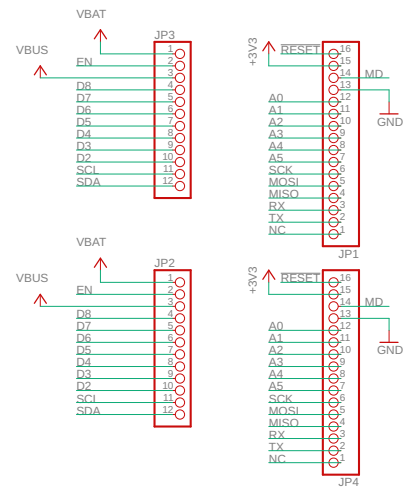 VBAT
VBUS
JP3
1
EN 2
3
D8 4
D7 5
D6 6
D5 7
D4 8
D3 9
D2 10
SCL 11
SDA 12
+3V3
RESET 16
15
14 MD
13
GND
A0 12
A1 11
A2 10
A3 9
A4 8
A5 7
SCK 6
MOSI 5
MISO 4
RX 3
TX 2
NC 1
JP1
VBAT
VBUS
JP2
1
EN 2
3
D8 4
D7 5
D6 6
D5 7
D4 8
D3 9
D2 10
SCL 11
SDA 12
+3V3
RESET 16
15
14 MD
13
GND
A0 12
A1 11
A2 10
A3 9
A4 8
A5 7
SCK 6
MOSI 5
MISO 4
RX 3
TX 2
NC 1
JP4